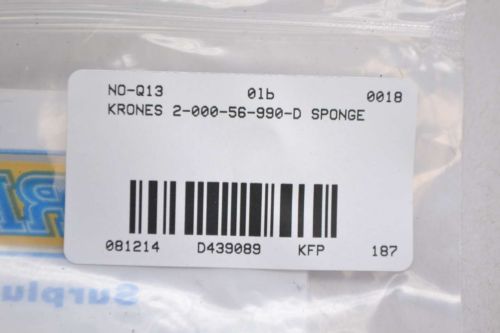 NO-Q13 01b 0018
KRONES 2-000-56-990-D SPONGE
081214 D439089 KFP 187
Surplu